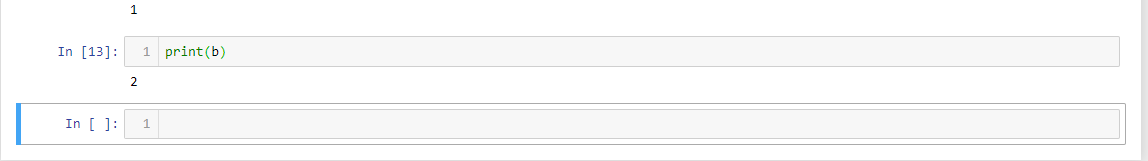 1
In [13]: 1 print(b)
2
In [ ]: 1